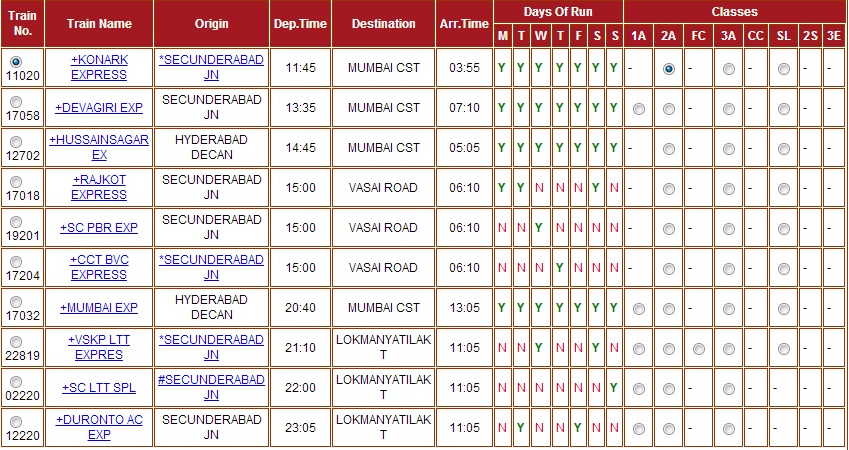 Train No. Train Name Origin Dep.Time Destination Arr.Time Days Of Run Classes
M T W T F S S 1A 2A FC 3A CC SL 2S 3E
11020 +KONARK EXPRESS *SECUNDERABAD JN 11:45 MUMBAI CST 03:55 Y Y Y Y Y Y Y - - - - -
17058 +DEVAGIRI EXP SECUNDERABAD JN 13:35 MUMBAI CST 07:10 Y Y Y Y Y Y Y - - - -
12702 +HUSSAINSAGAR EX HYDERABAD DECAN 14:45 MUMBAI CST 05:05 Y Y Y Y Y Y Y - - - - -
17018 +RAJKOT EXPRESS SECUNDERABAD JN 15:00 VASAI ROAD 06:10 Y Y N N N Y N - - - - -
19201 +SC PBR EXP SECUNDERABAD JN 15:00 VASAI ROAD 06:10 N N Y N N N N - - - - -
17204 +CCT BVC EXPRESS *SECUNDERABAD JN 15:00 VASAI ROAD 06:10 N N N Y N N N - - - - -
17032 +MUMBAI EXP HYDERABAD DECAN 20:40 MUMBAI CST 13:05 Y Y Y Y Y Y Y - - - -
22819 +VSKP LTT EXPRES *SECUNDERABAD JN 21:10 LOKMANYATILAK T 11:05 N N Y N N Y N - - -
02220 +SC LTT SPL #SECUNDERABAD JN 22:00 LOKMANYATILAK T 11:05 N N N N N N Y - - - - -
12220 +DURONTO AC EXP SECUNDERABAD JN 23:05 LOKMANYATILAK T 11:05 N Y N N Y N N - - - - -